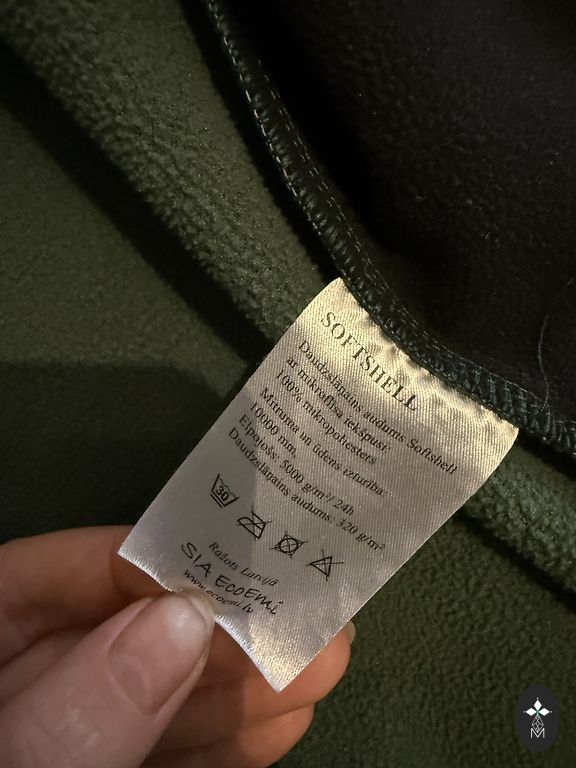 SOFTSHELL
Daudzslāņains audums Softshell
ar mikroflīsa iekšpusi:
100% mikropoliesters
Mitruma un ūdens izturība:
10000 mm,
Elpojošs: 5000 g/m²/ 24h
Daudzslāņains audums: 320 g/m²
30
Ražots Latvijā
SIA EcoEmi
www.ecoemi.lv
M